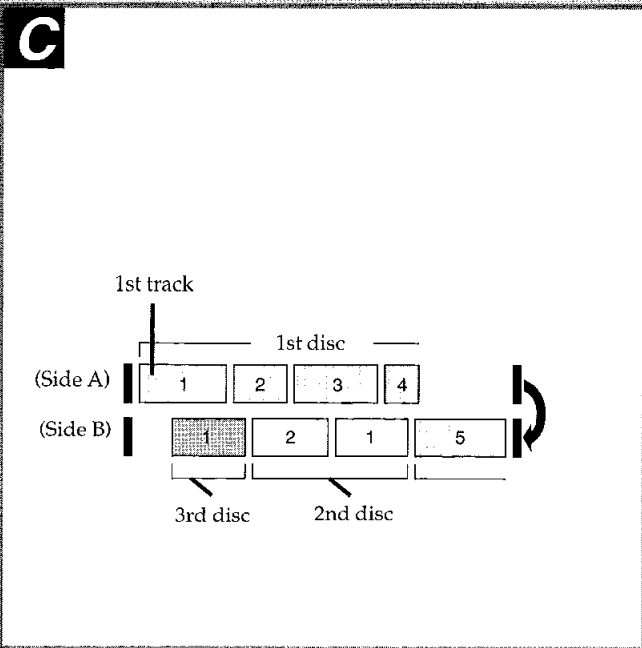 C
1st track
1st disc
(Side A) 1 2 3 4
(Side B) 1 2 1 5
3rd disc 2nd disc